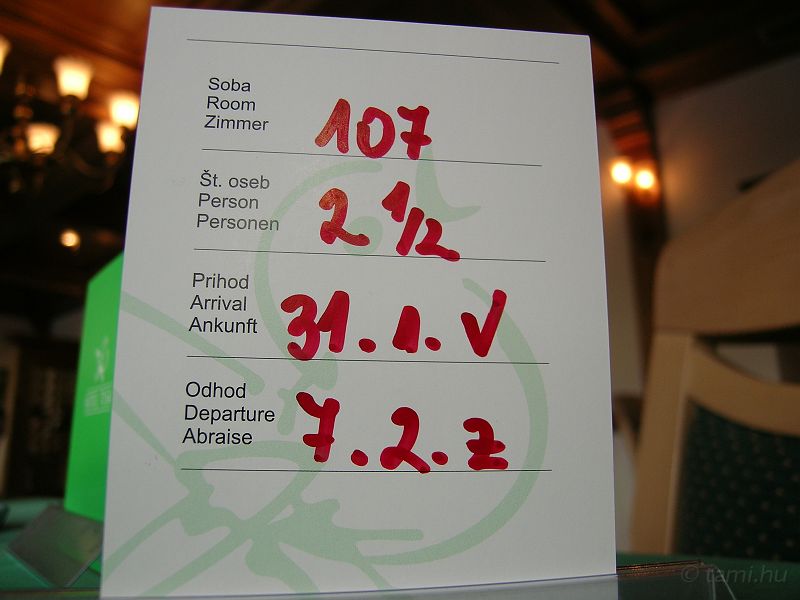 Soba
Room
Zimmer
107
Št. oseb
Person
Personen
2 1/2
Prihod
Arrival
Ankunft
31.1. V
Odhod
Departure
Abraise
7.2. z
© tami.hu